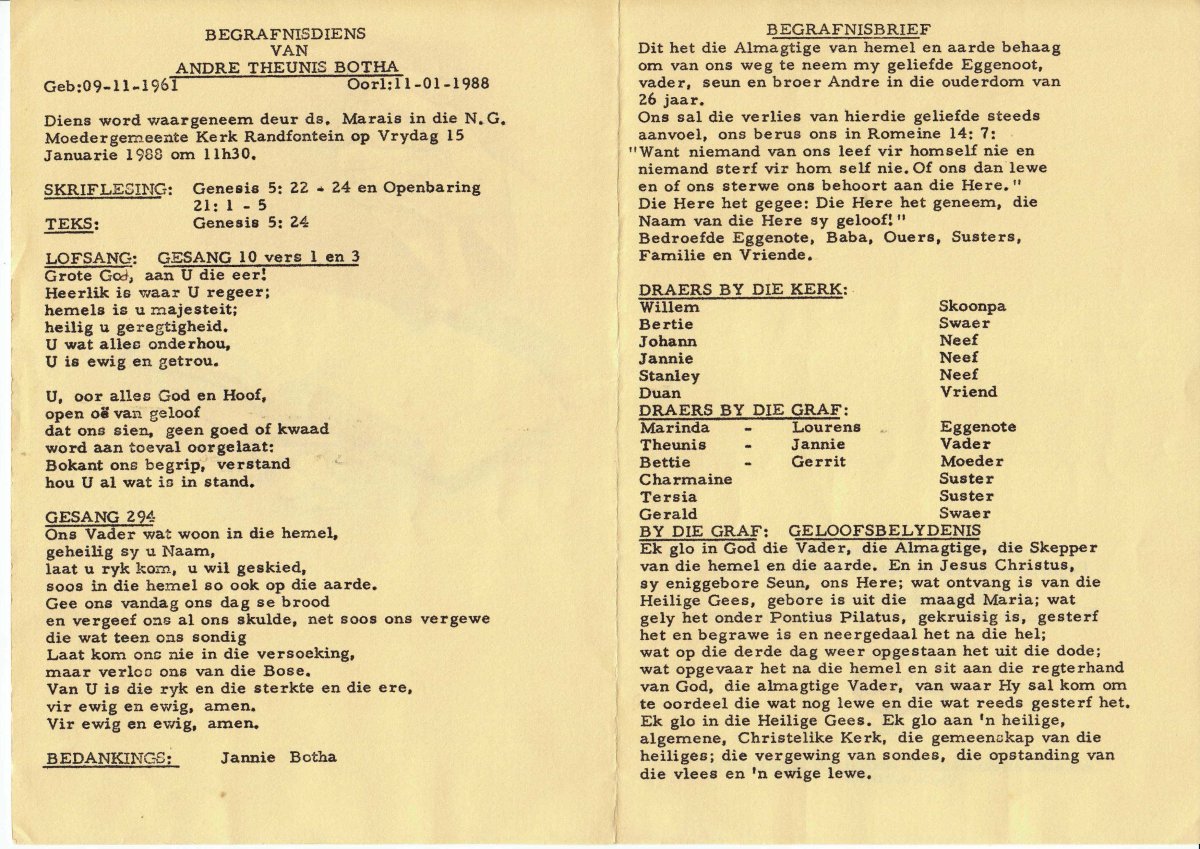 BEGRAFNISDIENS
VAN
ANDRE THEUNIS BOTHA
Geb:09-11-1961 Oorl:11-01-1988
Diens word waargeneem deur ds. Marais in die N.G.
Moedergemeente Kerk Randfontein op Vrydag 15
Januarie 1988 om 11h30.
SKRIFLESING: Genesis 5: 22 - 24 en Openbaring
21: 1 - 5
TEKS: Genesis 5: 24
LOFSANG: GESANG 10 vers 1 en 3
Grote God, aan U die eer!
Heerlik is waar U regeer;
hemels is u majesteit;
heilig u geregtigheid.
U wat alles onderhou,
U is ewig en getrou.
U, oor alles God en Hoof,
open oë van geloof
dat ons sien, geen goed of kwaad
word aan toeval oorgelaat:
Bokant ons begrip, verstand
hou U al wat is in stand.
GESANG 294
Ons Vader wat woon in die hemel,
geheilig sy u Naam,
laat u ryk kom, u wil geskied,
soos in die hemel so ook op die aarde.
Gee ons vandag ons dag se brood
en vergeef ons al ons skulde, net soos ons vergewe
die wat teen ons sondig
Laat kom ons nie in die versoeking,
maar verlos ons van die Bose.
Van U is die ryk en die sterkte en die ere,
vir ewig en ewig, amen.
Vir ewig en ewig, amen.
BEDANKINGS: Jannie Botha
BEGRAFNISBRIEF
Dit het die Almagtige van hemel en aarde behaag
om van ons weg te neem my geliefde Eggenoot,
vader, seun en broer Andre in die ouderdom van
26 jaar.
Ons sal die verlies van hierdie geliefde steeds
aanvoel, ons berus ons in Romeine 14: 7:
"Want niemand van ons leef vir homself nie en
niemand sterf vir hom self nie. Of ons dan lewe
en of ons sterwe ons behoort aan die Here."
Die Here het gegee: Die Here het geneem, die
Naam van die Here sy geloof!"
Bedroefde Eggenote, Baba, Ouers, Susters,
Familie en Vriende.
DRAERS BY DIE KERK:
Willem Skoonpa
Bertie Swaer
Johann Neef
Jannie Neef
Stanley Neef
Duan Vriend
DRAERS BY DIE GRAF:
Marinda - Lourens Eggenote
Theunis - Jannie Vader
Bettie - Gerrit Moeder
Charmaine Suster
Tersia Suster
Gerald Swaer
BY DIE GRAF: GELOOFSBELYDENIS
Ek glo in God die Vader, die Almagtige, die Skepper
van die hemel en die aarde. En in Jesus Christus,
sy eniggebore Seun, ons Here; wat ontvang is van die
Heilige Gees, gebore is uit die maagd Maria; wat
gely het onder Pontius Pilatus, gekruisig is, gesterf
het en begrawe is en neergedaal het na die hel;
wat op die derde dag weer opgestaan het uit die dode;
wat opgevaar het na die hemel en sit aan die regterhand
van God, die almagtige Vader, van waar Hy sal kom om
te oordeel die wat nog lewe en die wat reeds gesterf het.
Ek glo in die Heilige Gees. Ek glo aan 'n heilige,
algemene, Christelike Kerk, die gemeenskap van die
heiliges; die vergewing van sondes, die opstanding van
die vlees en 'n ewige lewe.